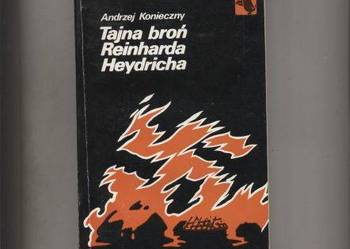 Andrzej Konieczny
Tajna broń
Reinharda
Heydricha